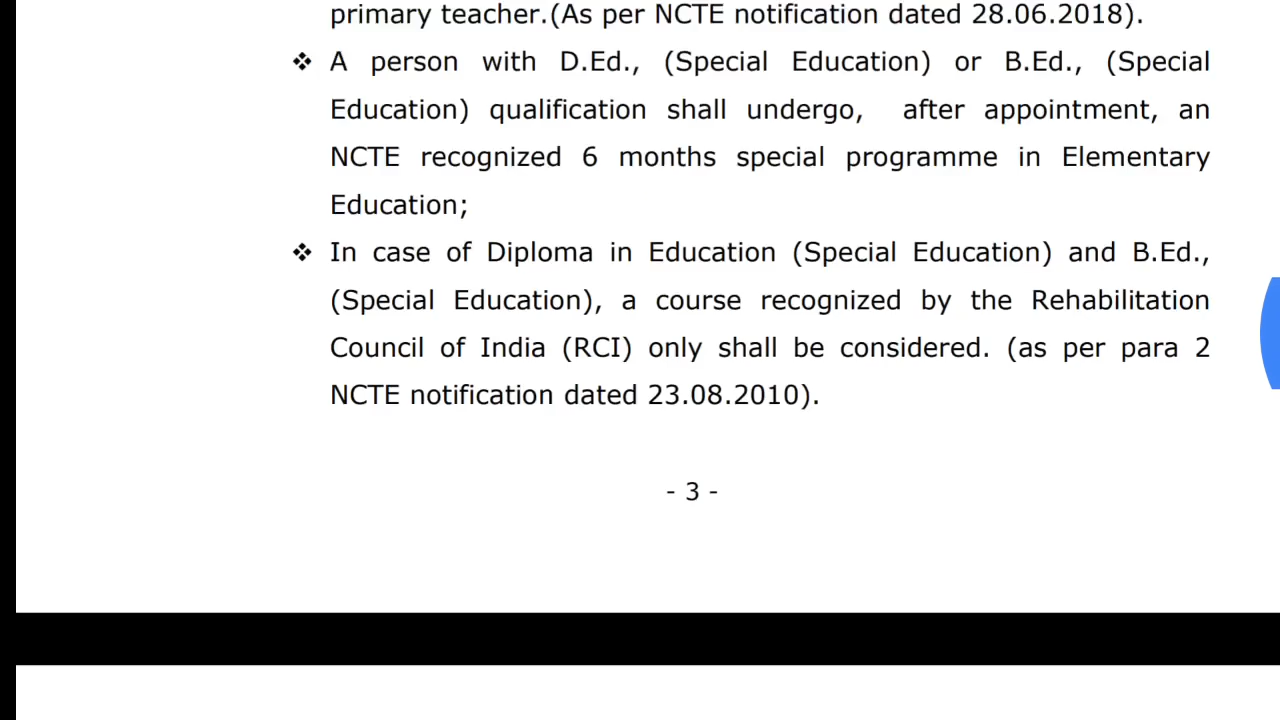 primary teacher.(As per NCTE notification dated 28.06.2018).
❖ A person with D.Ed., (Special Education) or B.Ed., (Special
Education) qualification shall undergo, after appointment, an
NCTE recognized 6 months special programme in Elementary
Education;
❖ In case of Diploma in Education (Special Education) and B.Ed.,
(Special Education), a course recognized by the Rehabilitation
Council of India (RCI) only shall be considered. (as per para 2
NCTE notification dated 23.08.2010).
- 3 -